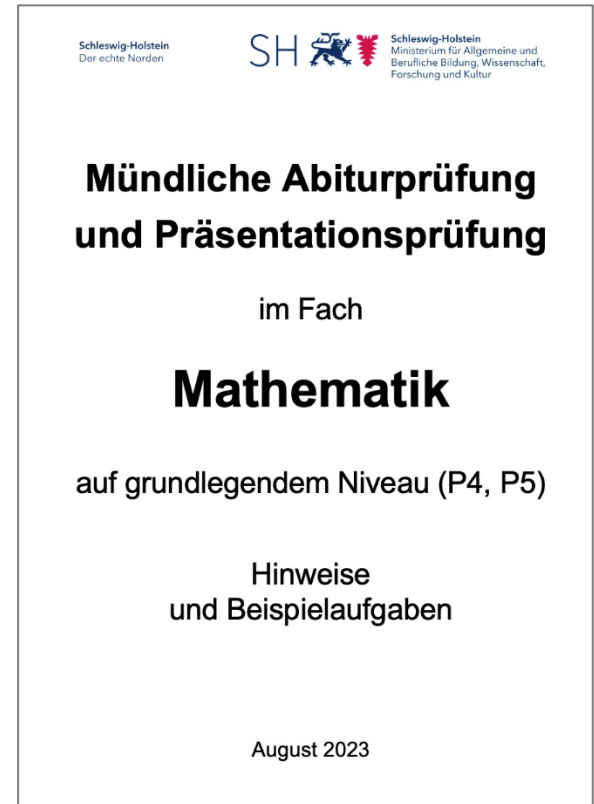 Schleswig-Holstein
Der echte Norden
SH
Schleswig-Holstein
Ministerium für Allgemeine und
Berufliche Bildung, Wissenschaft,
Forschung und Kultur
Mündliche Abiturprüfung
und Präsentationsprüfung
im Fach
Mathematik
auf grundlegendem Niveau (P4, P5)
Hinweise
und Beispielaufgaben
August 2023